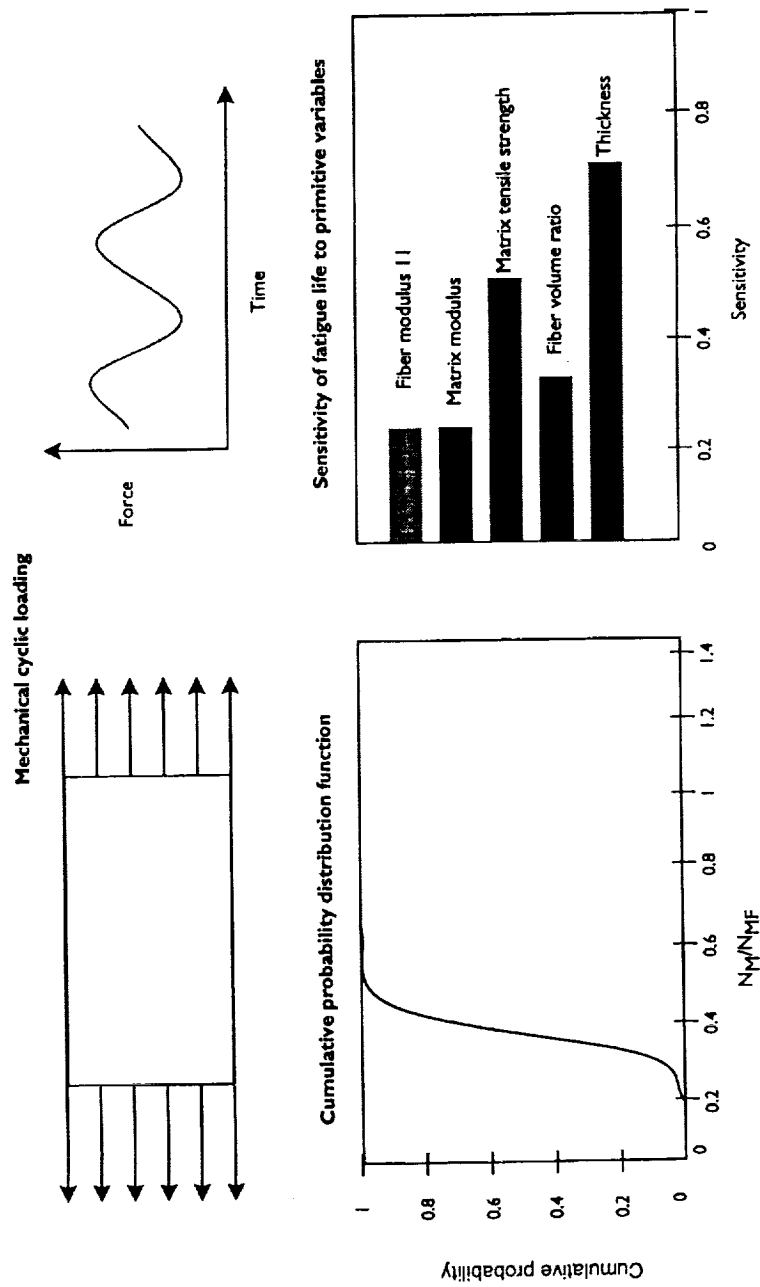 Mechanical cyclic loading
Force
Time
Cumulative probability distribution function
Cumulative probability
1
0.8
0.6
0.4
0.2
0
0
0.2
0.4
0.6
0.8
1
1.2
1.4
NM/NMF
Sensitivity of fatigue life to primitive variables
Fiber modulus 11
Matrix modulus
Matrix tensile strength
Fiber volume ratio
Thickness
0
0.2
0.4
0.6
0.8
1
Sensitivity